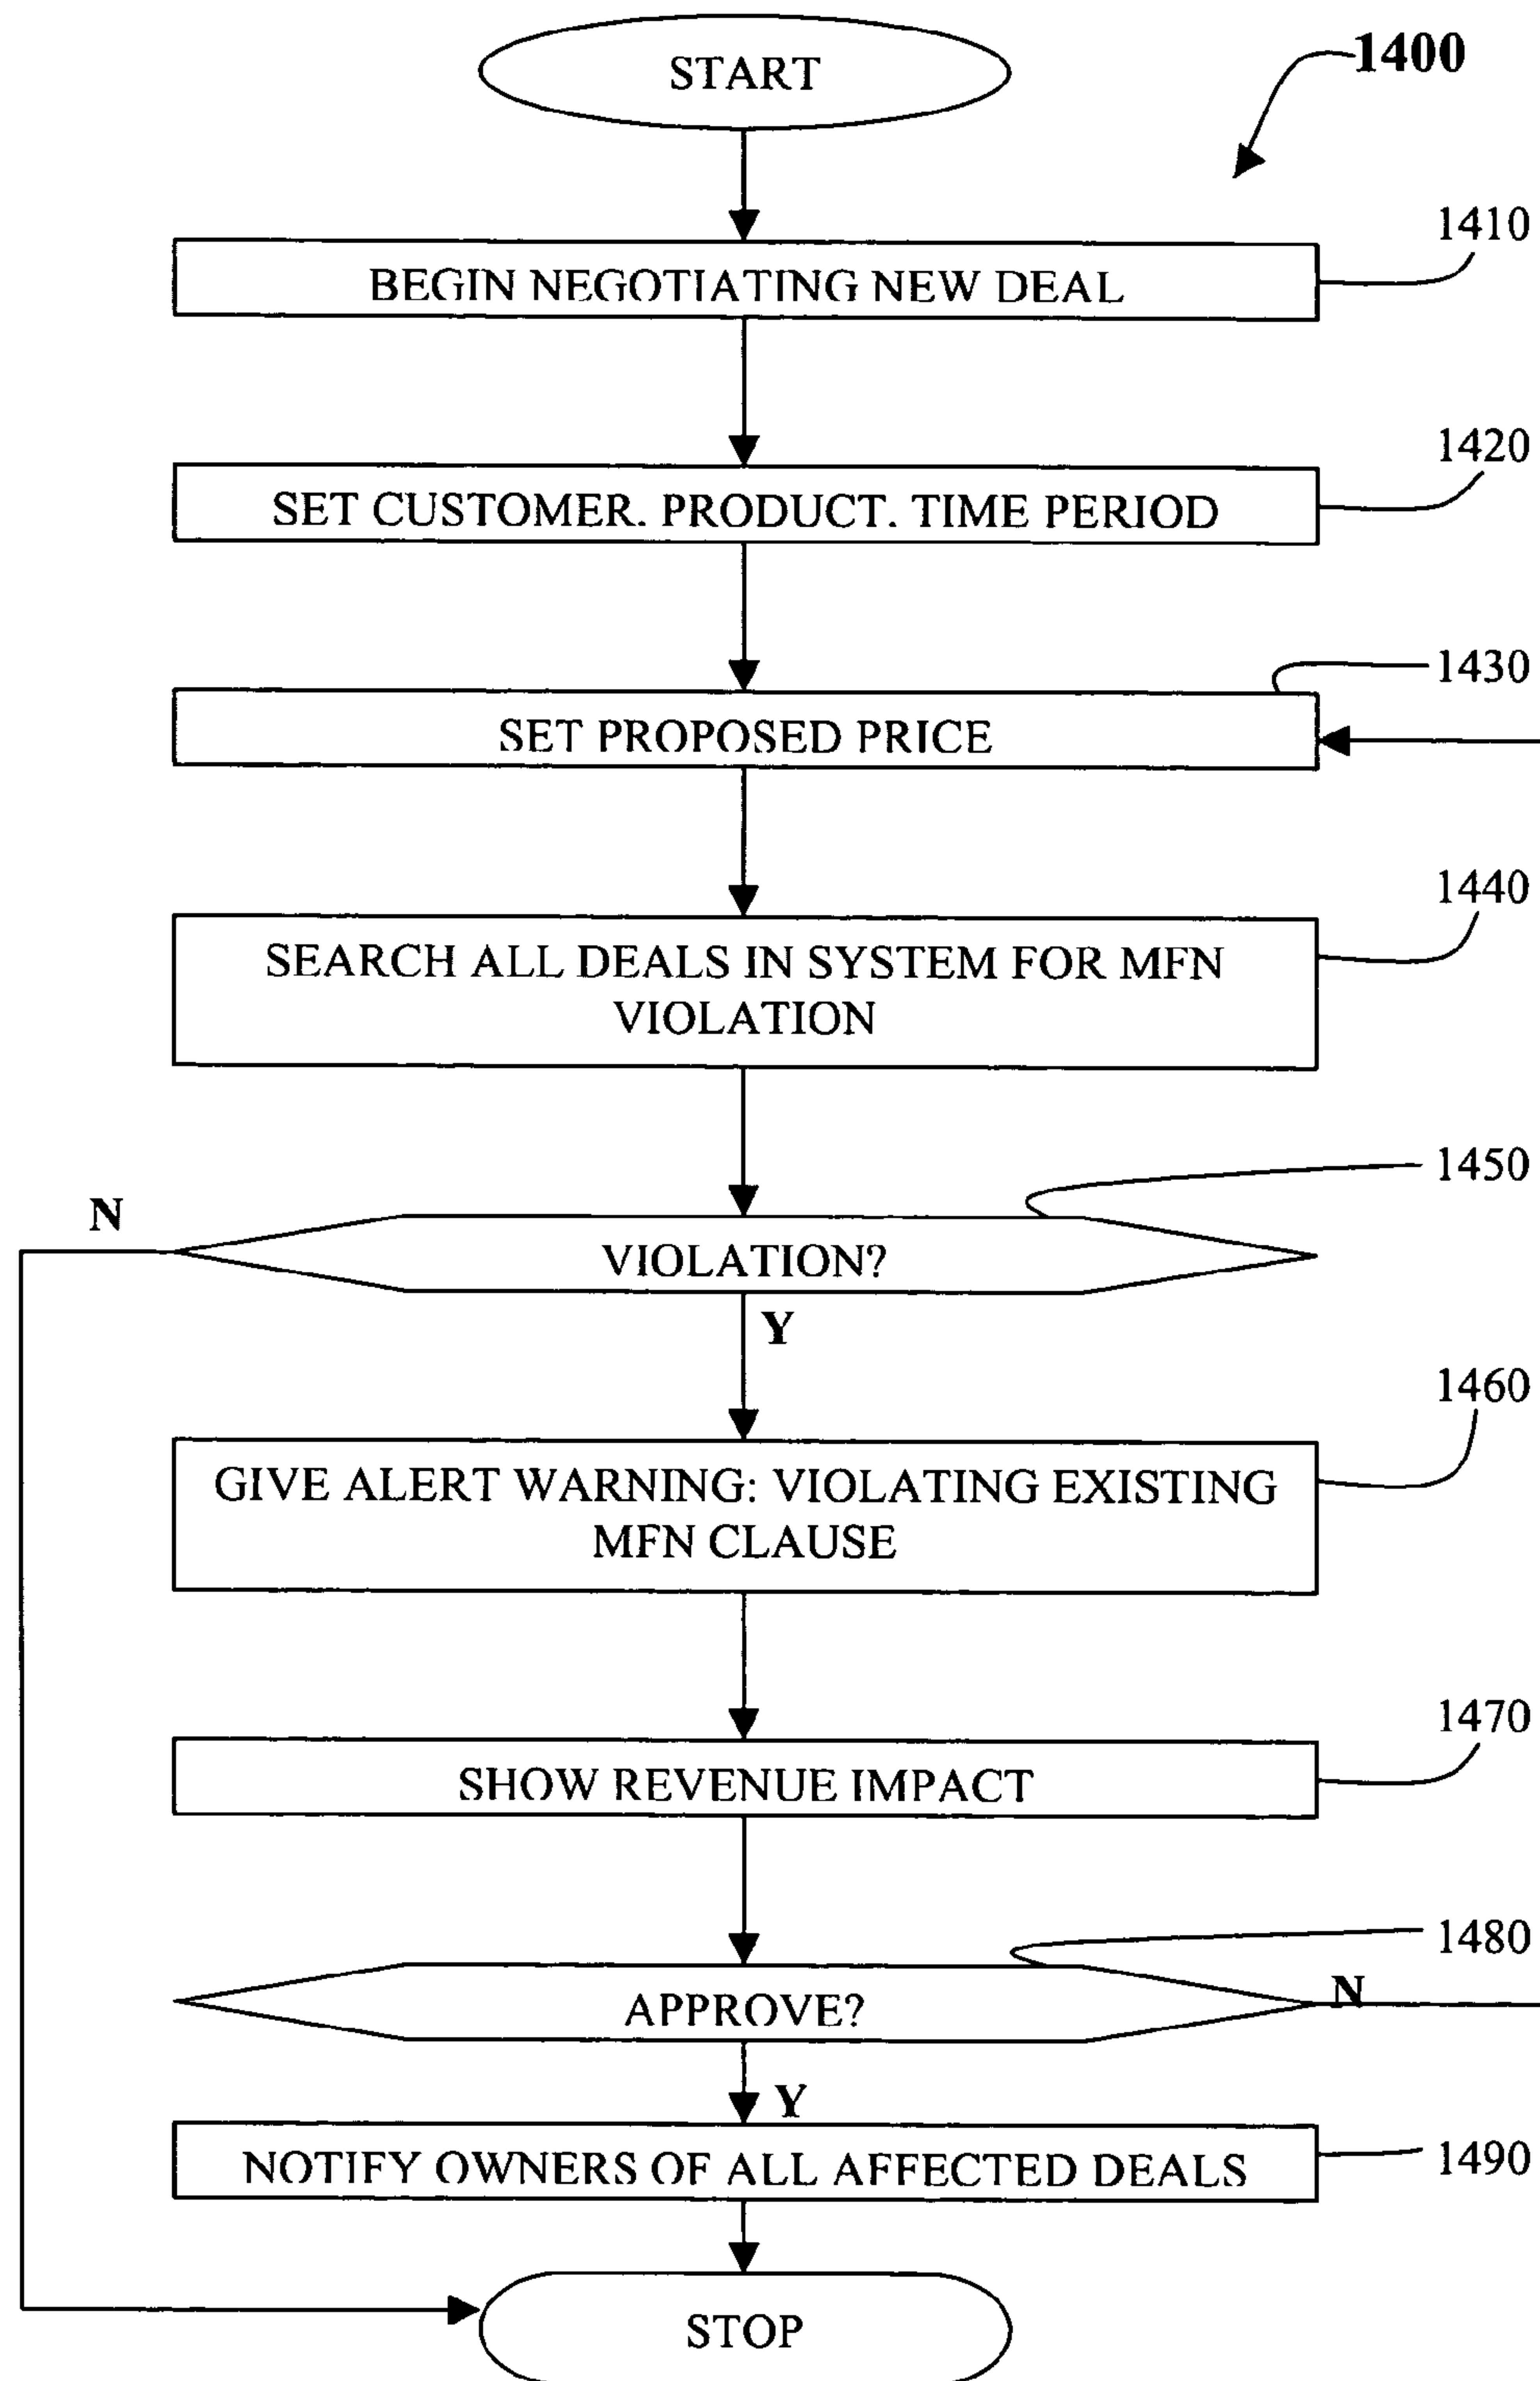 START
1400
1410
BEGIN NEGOTIATING NEW DEAL
1420
SET CUSTOMER. PRODUCT. TIME PERIOD
1430
SET PROPOSED PRICE
1440
SEARCH ALL DEALS IN SYSTEM FOR MFN
VIOLATION
1450
N
VIOLATION?
Y
1460
GIVE ALERT WARNING: VIOLATING EXISTING
MFN CLAUSE
1470
SHOW REVENUE IMPACT
1480
N
APPROVE?
Y
1490
NOTIFY OWNERS OF ALL AFFECTED DEALS
STOP